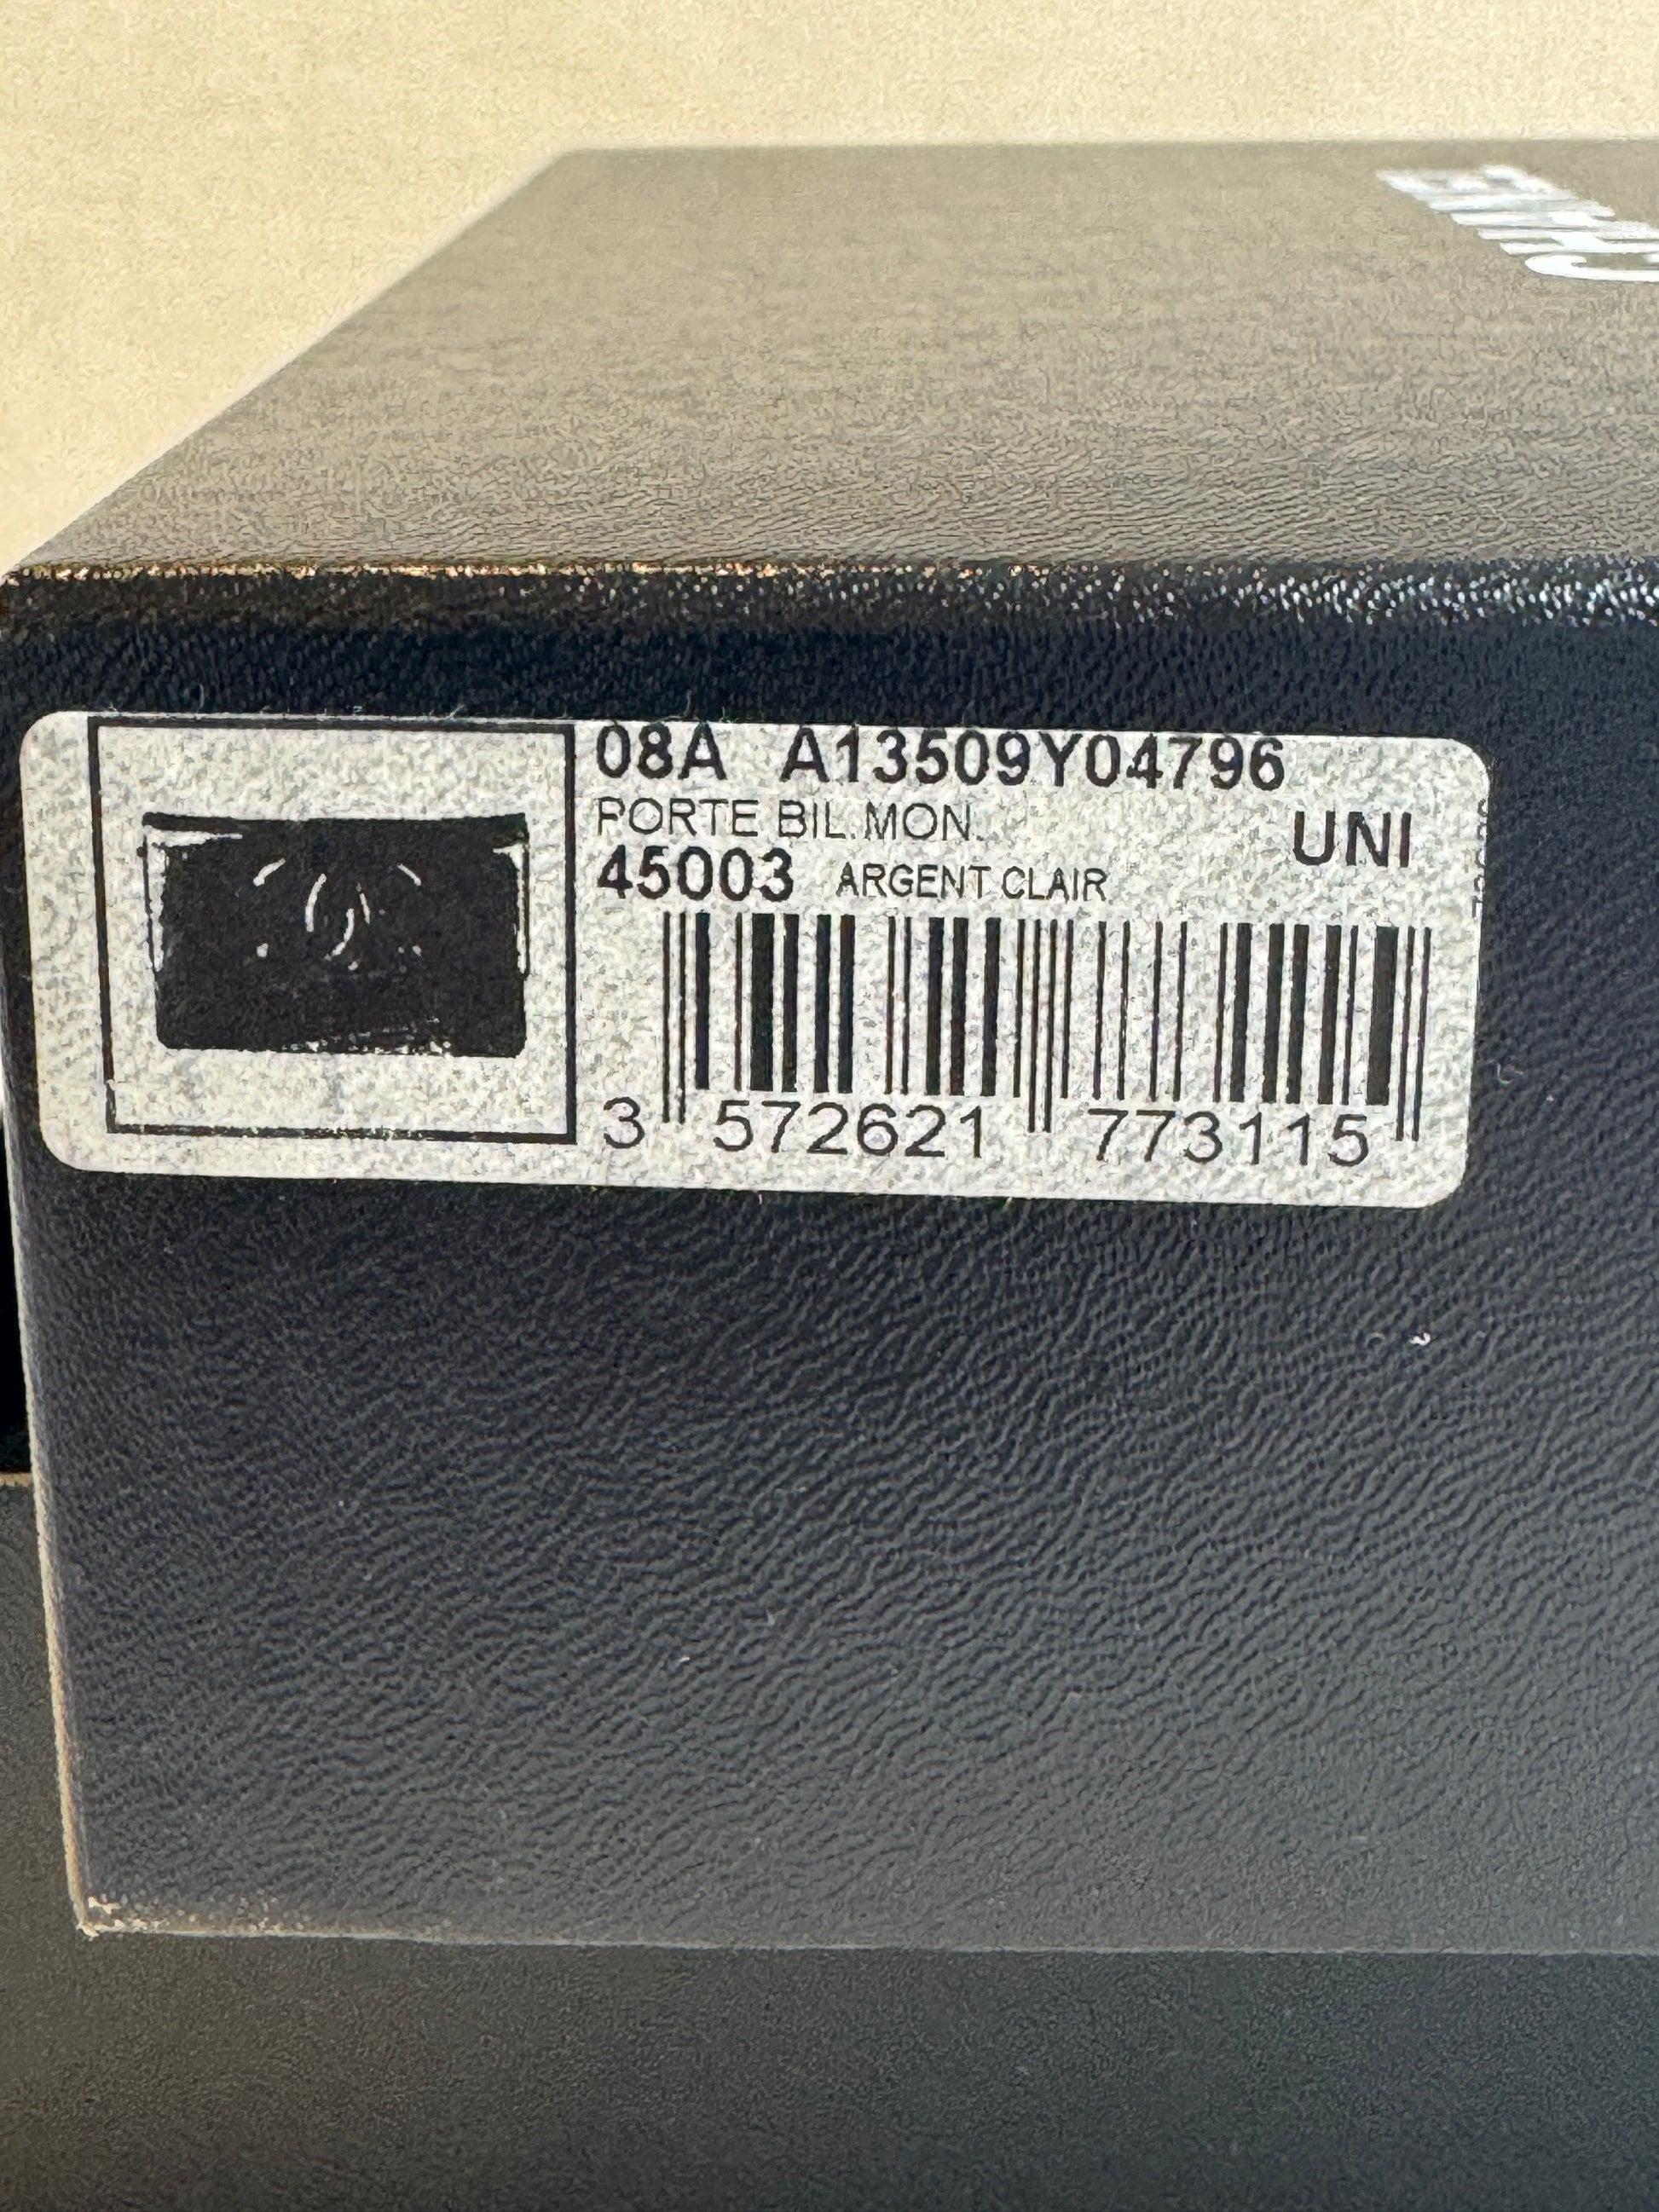 08A A13509Y04796
PORTE BIL.MON.
UNI
45003 ARGENT CLAIR
3 572621 773115